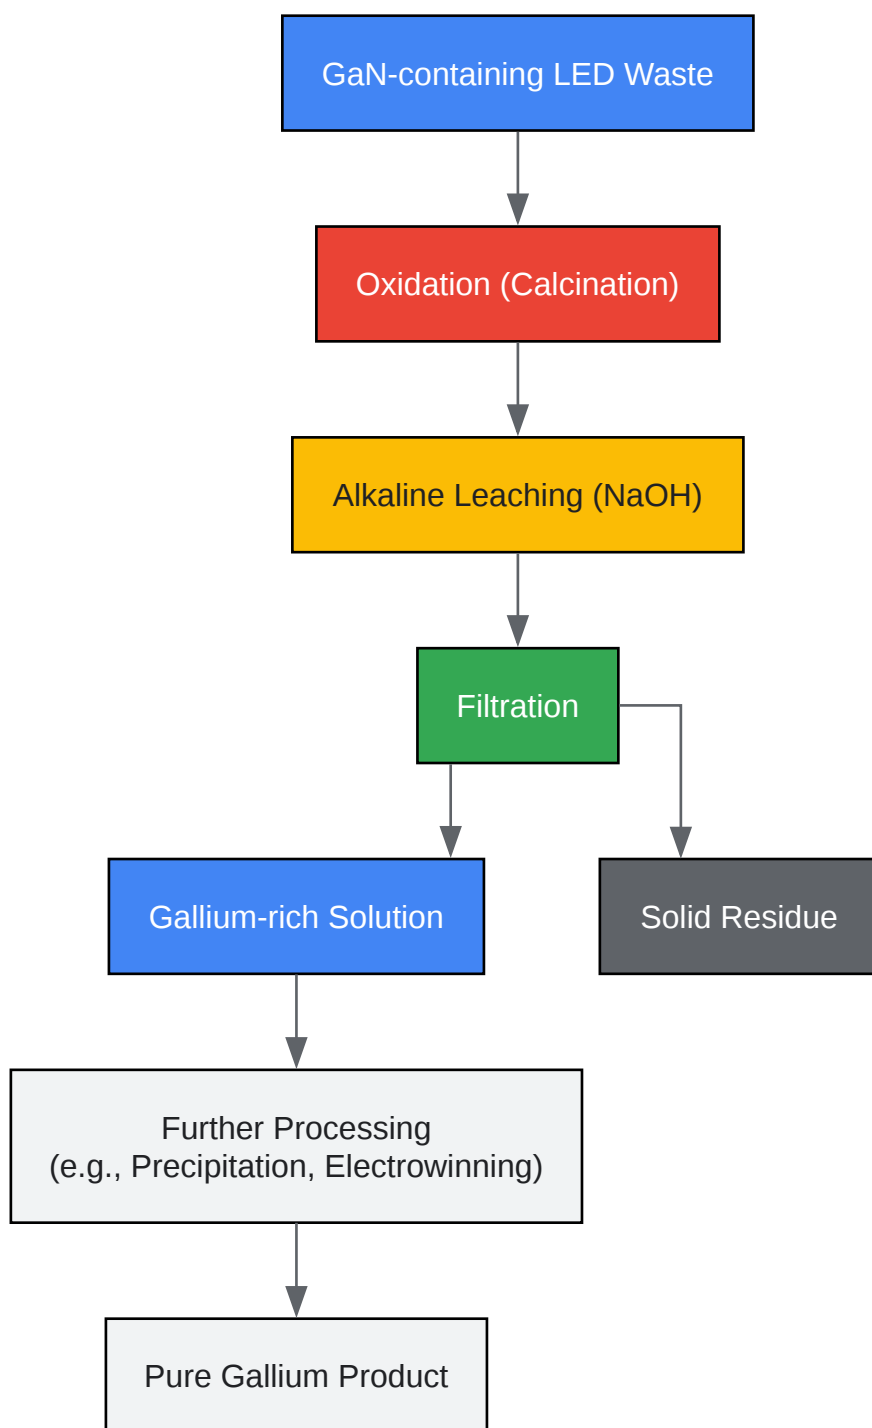 GaN-containing LED Waste
Oxidation (Calcination)
Alkaline Leaching (NaOH)
Filtration
Gallium-rich Solution
Solid Residue
Further Processing
(e.g., Precipitation, Electrowinning)
Pure Gallium Product